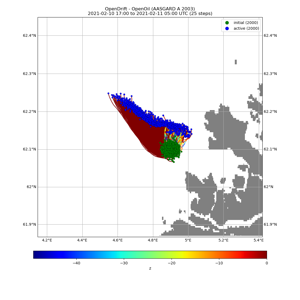 OpenDrift - OpenOil (AASGARD A 2003)
2021-02-10 17:00 to 2021-02-11 05:00 UTC (25 steps)
initial (2000)
active (2000)
62.4°N
62.3°N
62.2°N
62.1°N
62°N
61.9°N
62.4°N
62.3°N
62.2°N
62.1°N
62°N
61.9°N
4.2°E
4.4°E
4.6°E
4.8°E
5°E
5.2°E
5.4°E
−40
−30
−20
−10
0
z